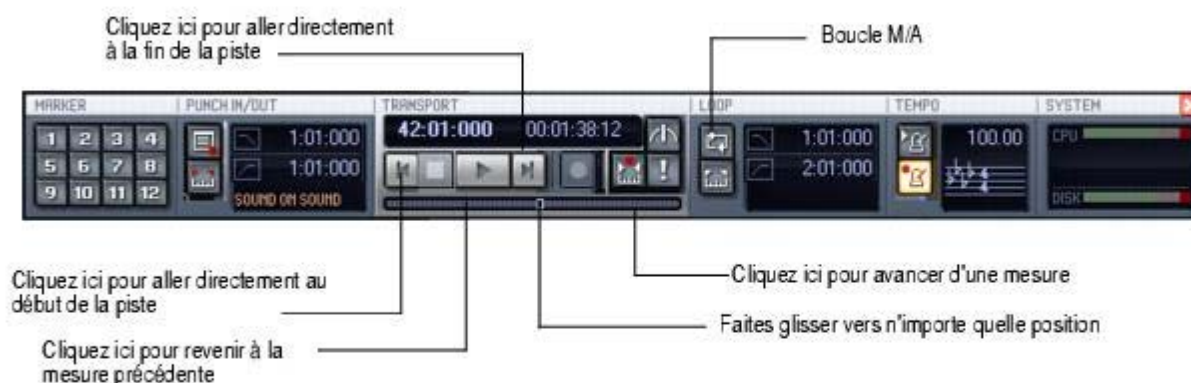 Cliquez ici pour aller directement
à la fin de la piste
Boucle M/A
MARKER
PUNCH IN/OUT
TRANSPORT
LOOP
TEMPO
SYSTEM
1 2 3 4
5 6 7 8
9 10 11 12
1:01:000
1:01:000
SOUND ON SOUND
42:01:000 00:01:38:12
1:01:000
2:01:000
100.00
4
4
CPU
DISK
Cliquez ici pour aller directement au
début de la piste
Cliquez ici pour avancer d'une mesure
Faites glisser vers n'importe quelle position
Cliquez ici pour revenir à la
mesure précédente